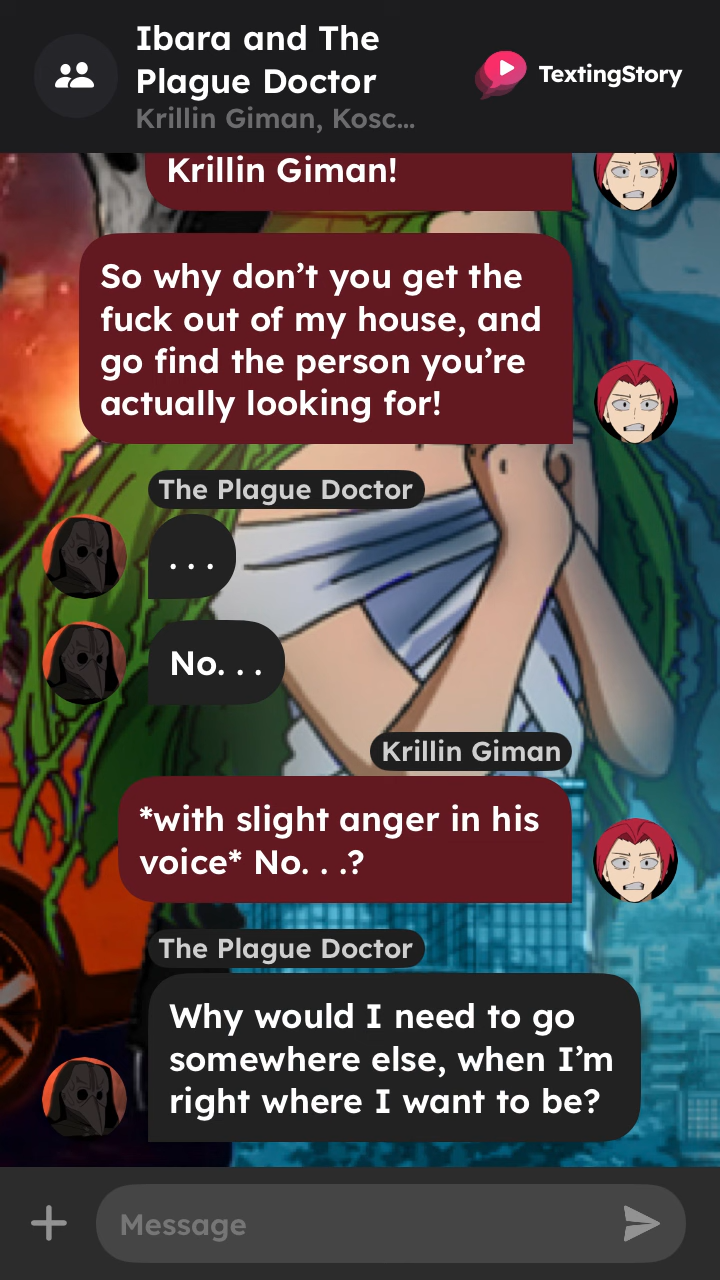 Ibara and The
Plague Doctor
Krillin Giman, Kosc...
TextingStory
Krillin Giman!
So why don’t you get the
fuck out of my house, and
go find the person you’re
actually looking for!
The Plague Doctor
. . .
No. . .
Krillin Giman
*with slight anger in his
voice* No. . .?
The Plague Doctor
Why would I need to go
somewhere else, when I’m
right where I want to be?
Message